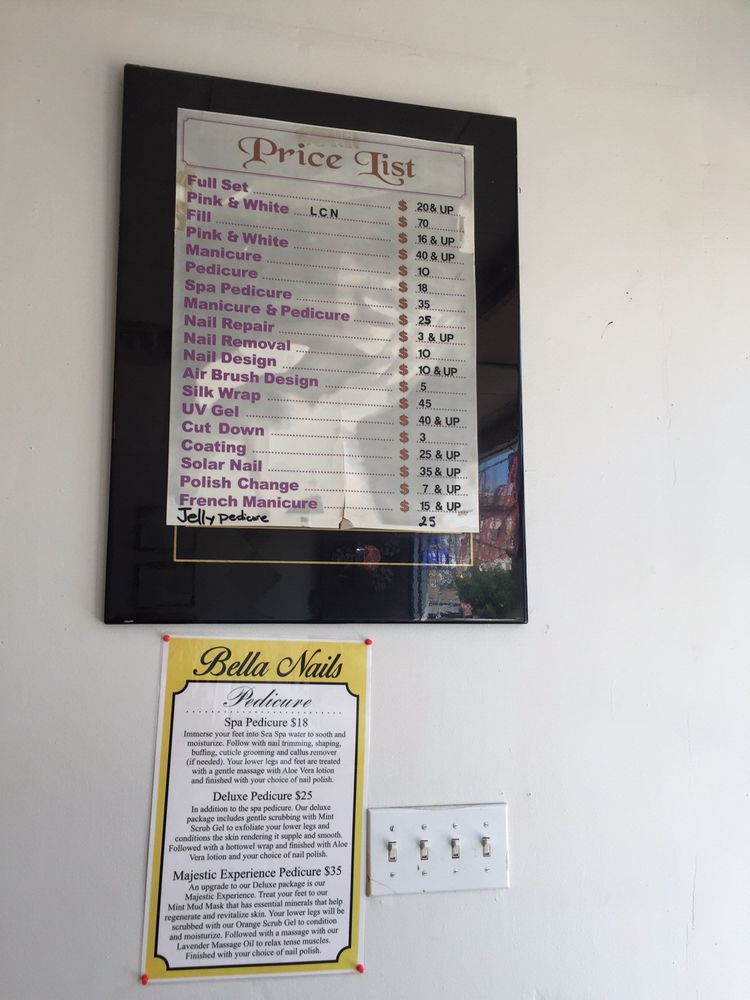 Price List
Full Set $ 20 & UP
Pink & White LCN $ 70
Fill $ 16 & UP
Pink & White $ 40 & UP
Manicure $ 10
Pedicure $ 18
Spa Pedicure $ 35
Manicure & Pedicure $ 25
Nail Repair $ 3 & UP
Nail Removal $ 10
Nail Design $ 10 & UP
Air Brush Design $ 5
Silk Wrap $ 45
UV Gel $ 40 & UP
Cut Down $ 3
Coating $ 25 & UP
Solar Nail $ 35 & UP
Polish Change $ 7 & UP
French Manicure $ 15 & UP
Jelly pedicure 25
Bella Nails
Pedicure
Spa Pedicure $18
Immerse your feet into Sea Spa water to sooth and
moisturize. Follow with nail trimming, shaping,
buffing, cuticle grooming and callus remover
(if needed). Your lower legs and feet are treated
with a gentle massage with Aloe Vera lotion
and finished with your choice of nail polish.
Deluxe Pedicure $25
In addition to the spa pedicure. Our deluxe
package includes gentle scrubbing with Mint
Scrub Gel to exfoliate your lower legs and
conditions the skin rendering it supple and smooth.
Followed with a hottowel wrap and finished with Aloe
Vera lotion and your choice of nail polish.
Majestic Experience Pedicure $35
An upgrade to our Deluxe package is our
Majestic Experience. Treat your feet to our
Mint Mud Mask that has essential minerals that help
regenerate and revitalize skin. Your lower legs will be
scrubbed with our Orange Scrub Gel to condition
and moisturize. Followed with a massage with our
Lavender Massage Oil to relax tense muscles.
Finished with your choice of nail polish.